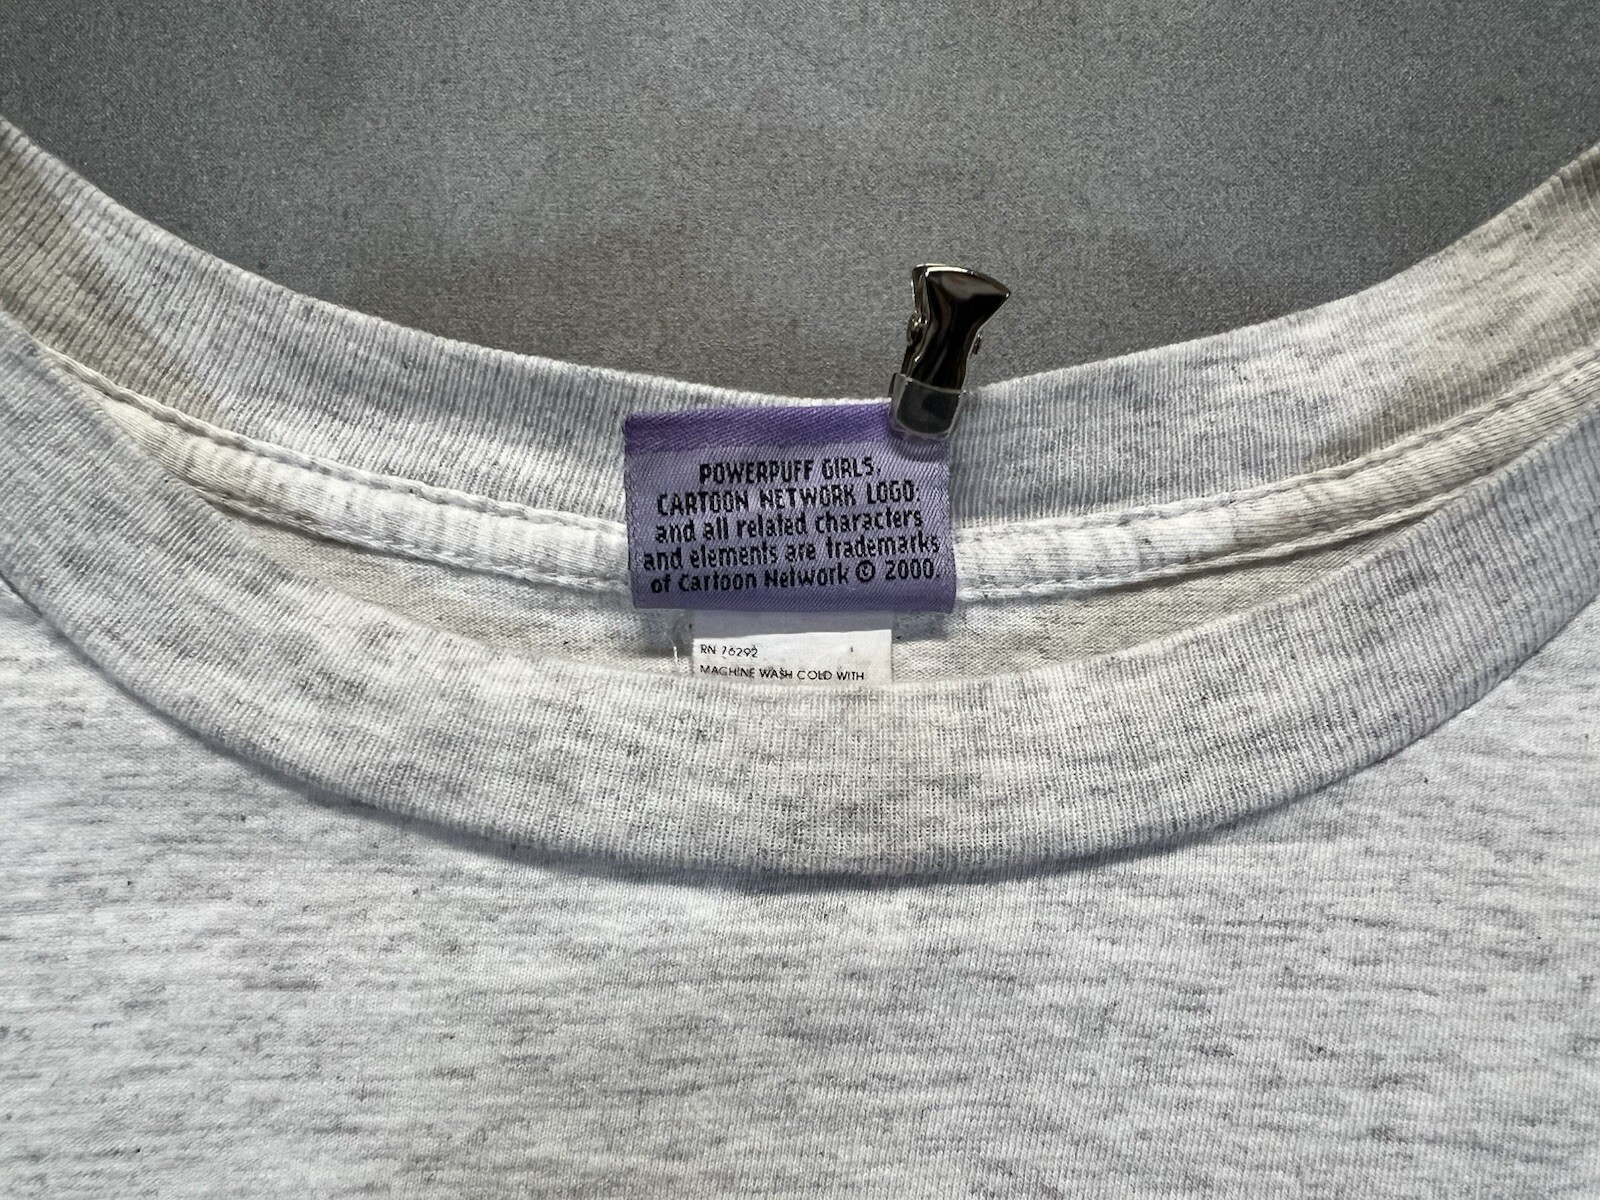 POWERPUFF GIRLS,
CARTOON NETWORK LOGO:
and all related characters
and elements are trademarks
of Cartoon Network © 2000.
RN 76292
MACHINE WASH COLD WITH